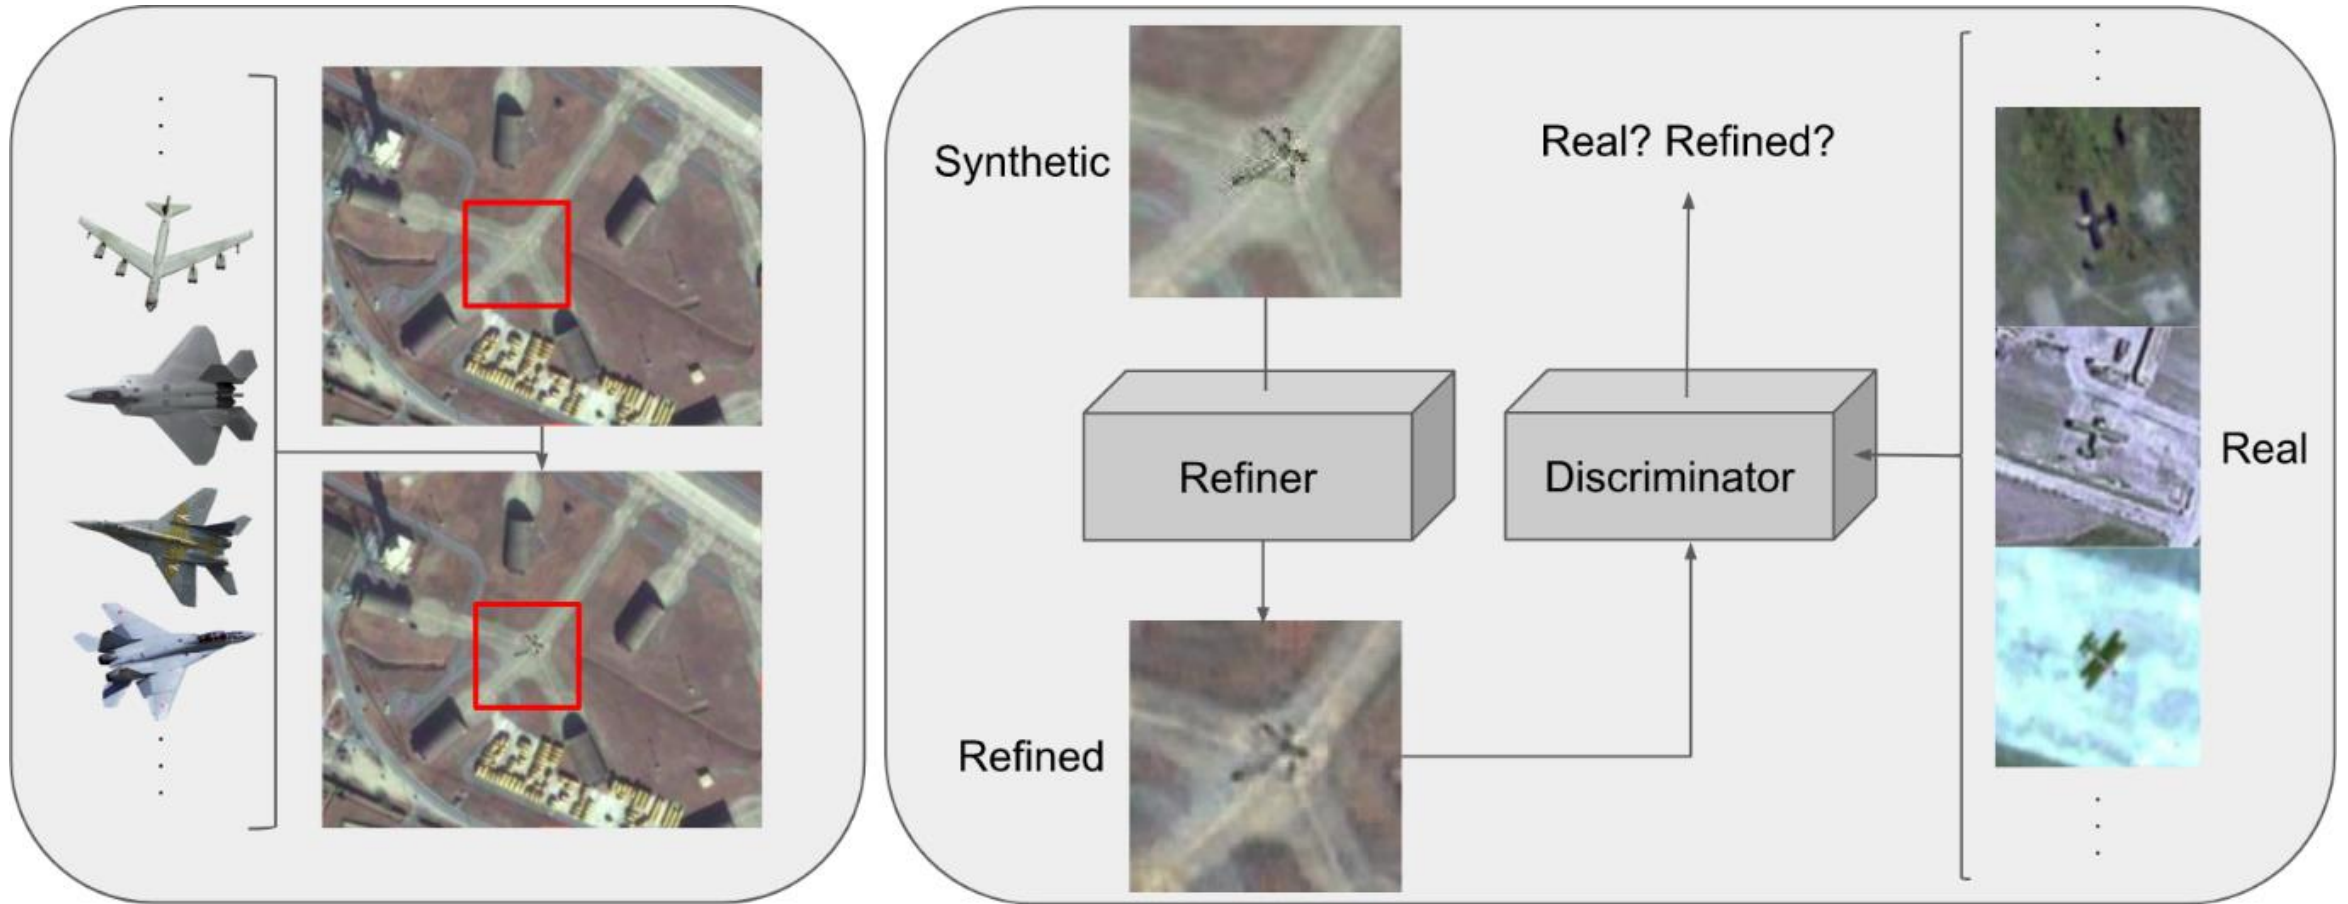 Synthetic
Real? Refined?
Refiner
Discriminator
Real
Refined